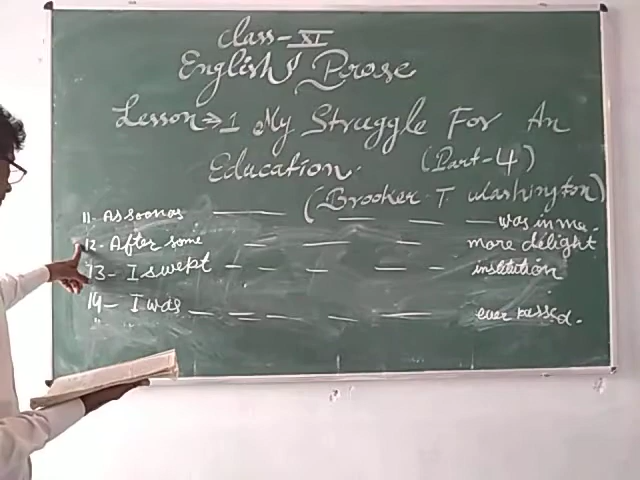 Class-XI
English Prose
Lesson → 1 My Struggle For An
Education. (Part-4)
(Brooker T. Washington)
11- As soon as — — — — — — was in me.
12- After some — — — more delight
13- I swept - - - - - institution
14- I was — — — — — ever passed.